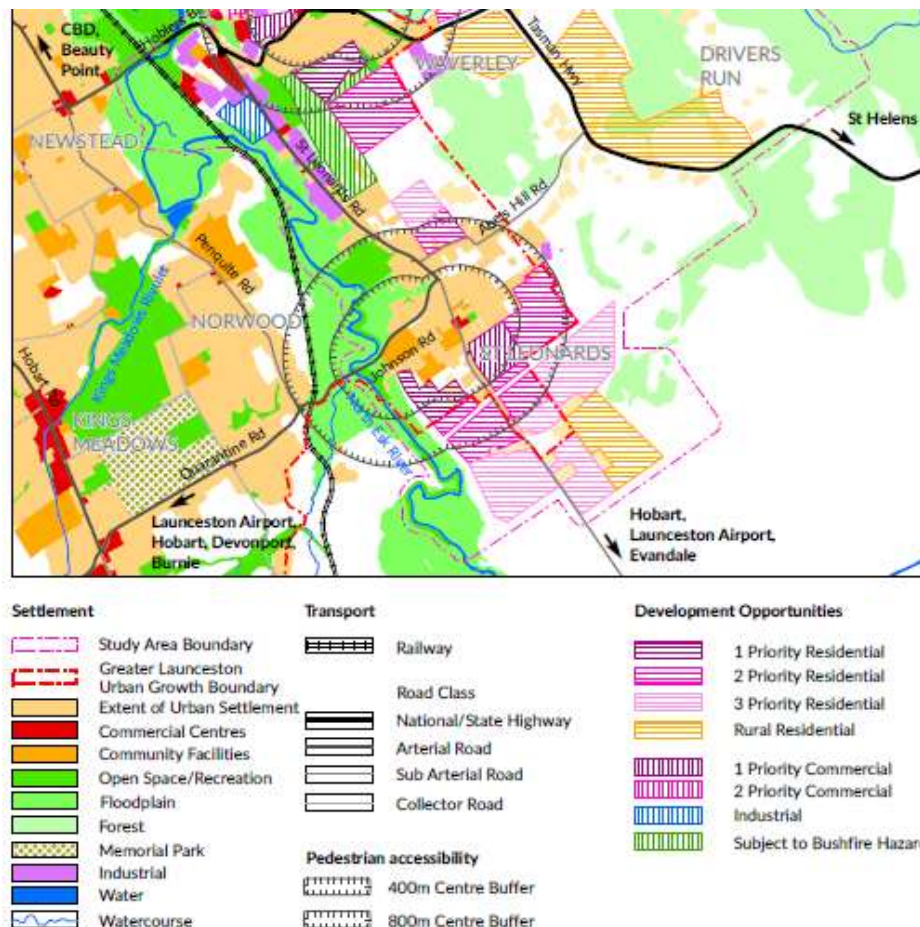 CBD,
Beauty
Point
Hoblers Br
WAVERLEY
Tasman Hwy
DRIVERS
RUN
St Helens
NEWSTEAD
St Leonards Rd
Abels Hill Rd
Penquite Rd
Kings Meadows Rivulet
NORWOOD
Johnson Rd
ST LEONARDS
Hobart Rd
KINGS
MEADOWS
Quarantine Rd
North Esk River
Launceston Airport,
Hobart, Devonport,
Burnie
Hobart,
Launceston Airport,
Evandale
Settlement
Study Area Boundary
Greater Launceston
Urban Growth Boundary
Extent of Urban Settlement
Commercial Centres
Community Facilities
Open Space/Recreation
Floodplain
Forest
Memorial Park
Industrial
Water
Watercourse
Transport
Railway
Road Class
National/State Highway
Arterial Road
Sub Arterial Road
Collector Road
Pedestrian accessibility
400m Centre Buffer
800m Centre Buffer
Development Opportunities
1 Priority Residential
2 Priority Residential
3 Priority Residential
Rural Residential
1 Priority Commercial
2 Priority Commercial
Industrial
Subject to Bushfire Hazar